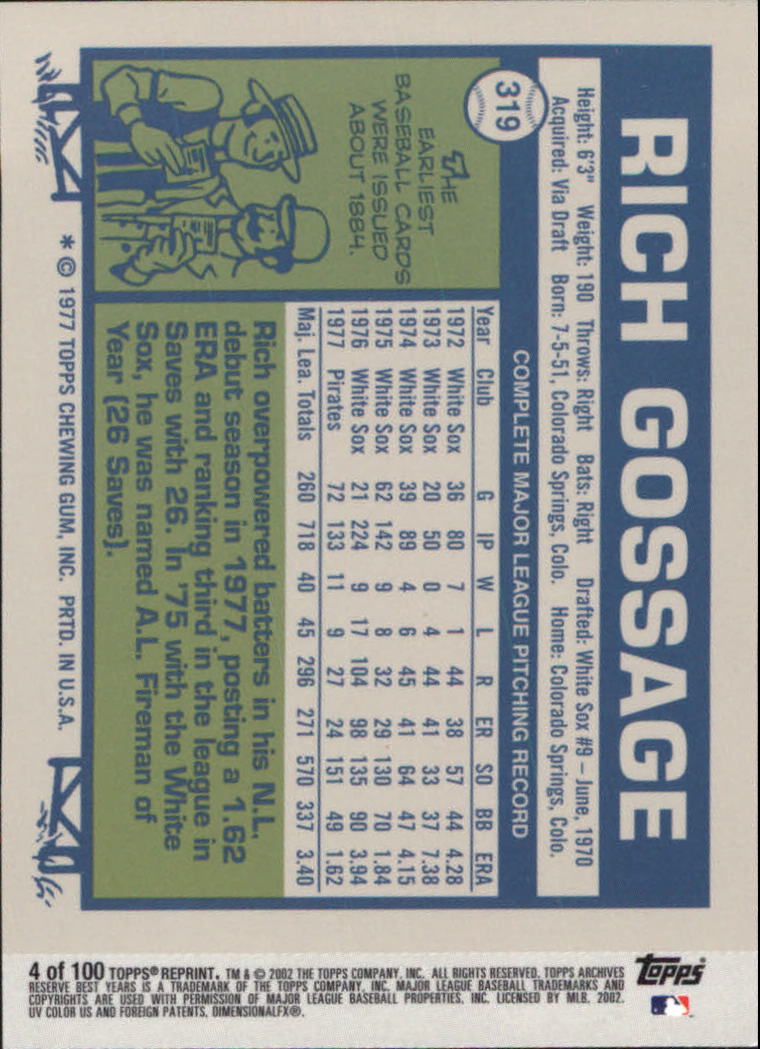 RICH GOSSAGE
Height: 6'3" Weight: 190 Throws: Right Bats: Right Drafted: White Sox #9 – June, 1970
Acquired: Via Draft Born: 7-5-51, Colorado Springs, Colo. Home: Colorado Springs, Colo.
319
COMPLETE MAJOR LEAGUE PITCHING RECORD
THE
EARLIEST
BASEBALL CARDS
WERE ISSUED
ABOUT 1884.
Year Club G IP W L R ER SO BB ERA
1972 White Sox 36 80 7 1 44 38 57 44 4.28
1973 White Sox 20 50 0 4 44 41 33 37 7.38
1974 White Sox 39 89 4 6 45 41 64 47 4.15
1975 White Sox 62 142 9 8 32 29 130 70 1.84
1976 White Sox 21 224 9 17 104 98 135 90 3.94
1977 Pirates 72 133 11 9 27 24 151 49 1.62
Maj. Lea. Totals 260 718 40 45 296 271 570 337 3.40
Rich overpowered batters in his N.L.
debut season in 1977, posting a 1.62
ERA and ranking third in the league in
Saves with 26. In '75 with the White
Sox, he was named A.L. Fireman of
Year (26 Saves).
* © 1977 TOPPS CHEWING GUM, INC. PRTD. IN U.S.A.
4 of 100 TOPPS® REPRINT. TM & © 2002 THE TOPPS COMPANY, INC. ALL RIGHTS RESERVED. TOPPS ARCHIVES
RESERVE BEST YEARS IS A TRADEMARK OF THE TOPPS COMPANY, INC. MAJOR LEAGUE BASEBALL TRADEMARKS AND
COPYRIGHTS ARE USED WITH PERMISSION OF MAJOR LEAGUE BASEBALL PROPERTIES, INC. LICENSED BY MLB, 2002.
UV COLOR US AND FOREIGN PATENTS. DIMENSIONALFX®.
Topps